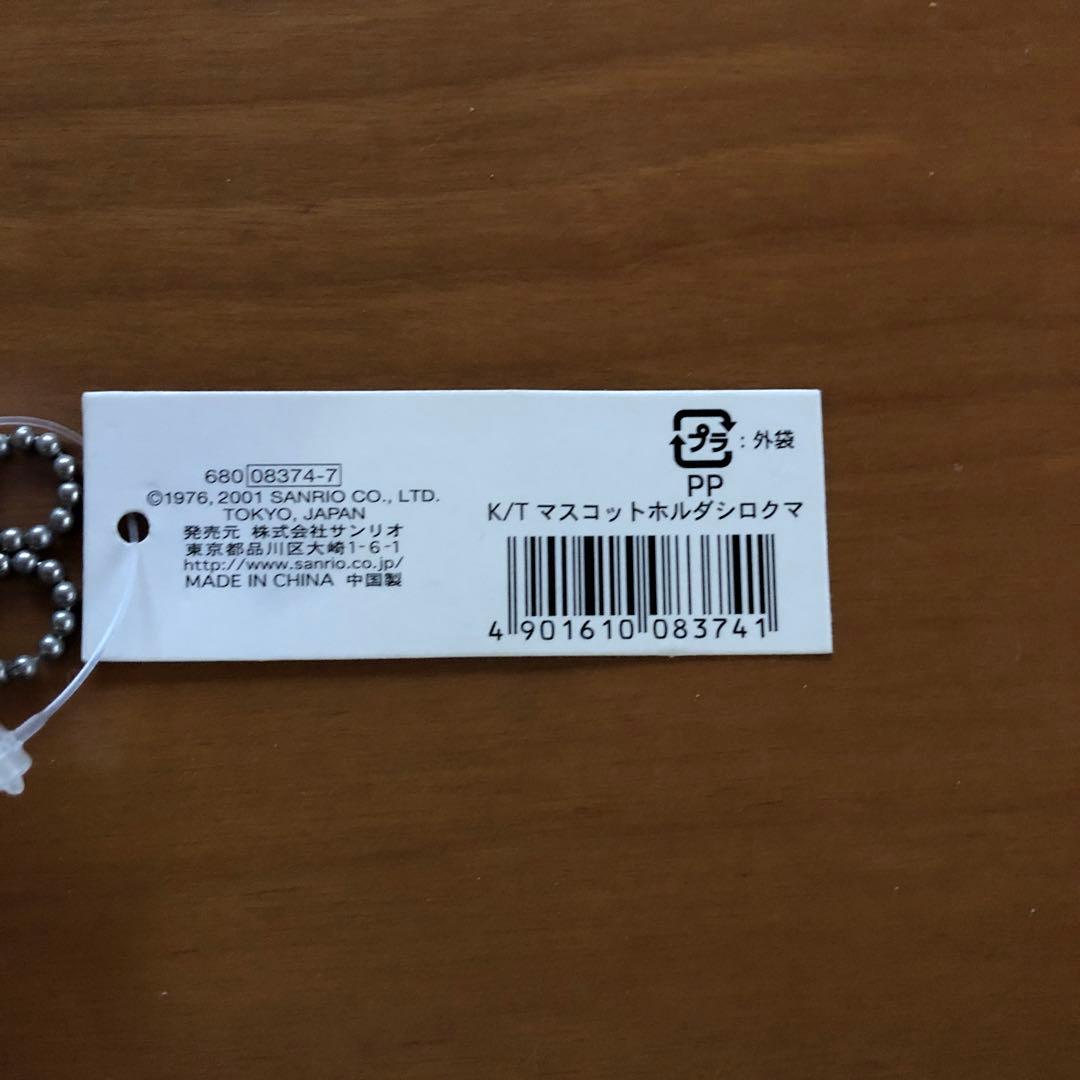 680 08374-7
©1976, 2001 SANRIO CO., LTD.
TOKYO, JAPAN
発売元 株式会社サンリオ
東京都品川区大崎1-6-1
http://www.sanrio.co.jp/
MADE IN CHINA 中国製
プラ : 外袋
PP
K/T マスコットホルダシロクマ
4 901610 083741